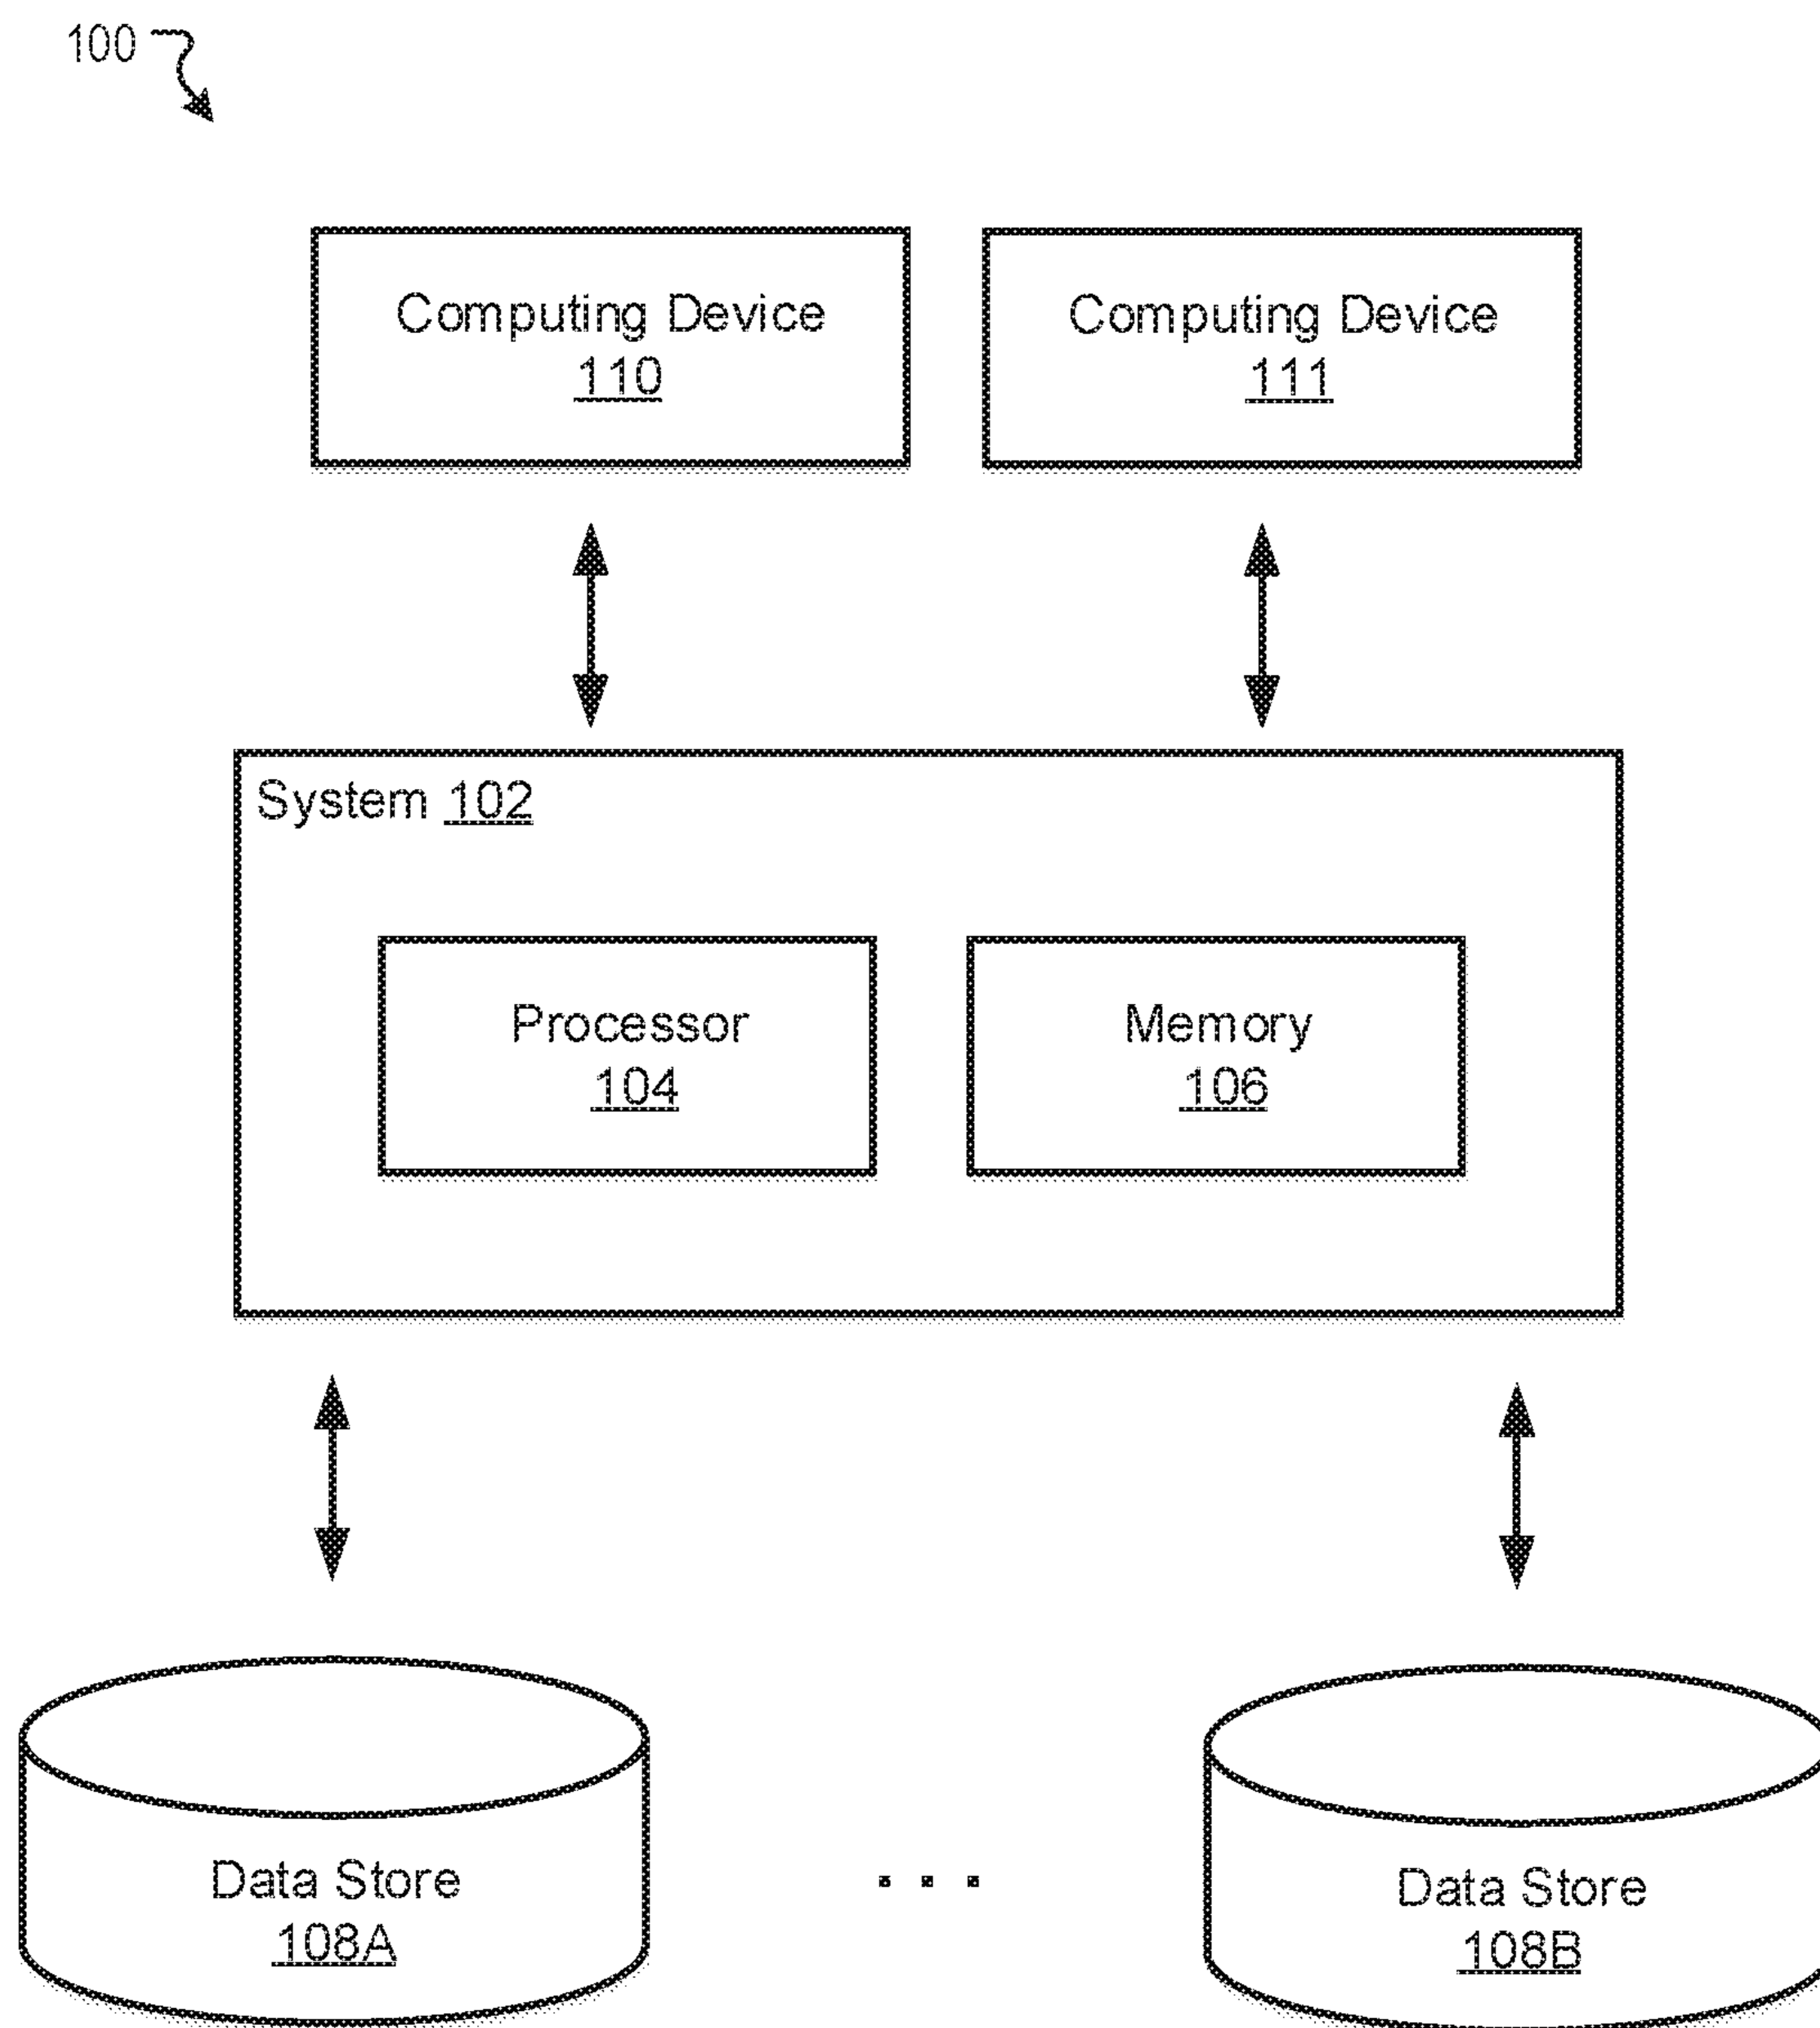 100
Computing Device
110
Computing Device
111
System 102
Processor
104
Memory
106
Data Store
108A
. . .
Data Store
108B